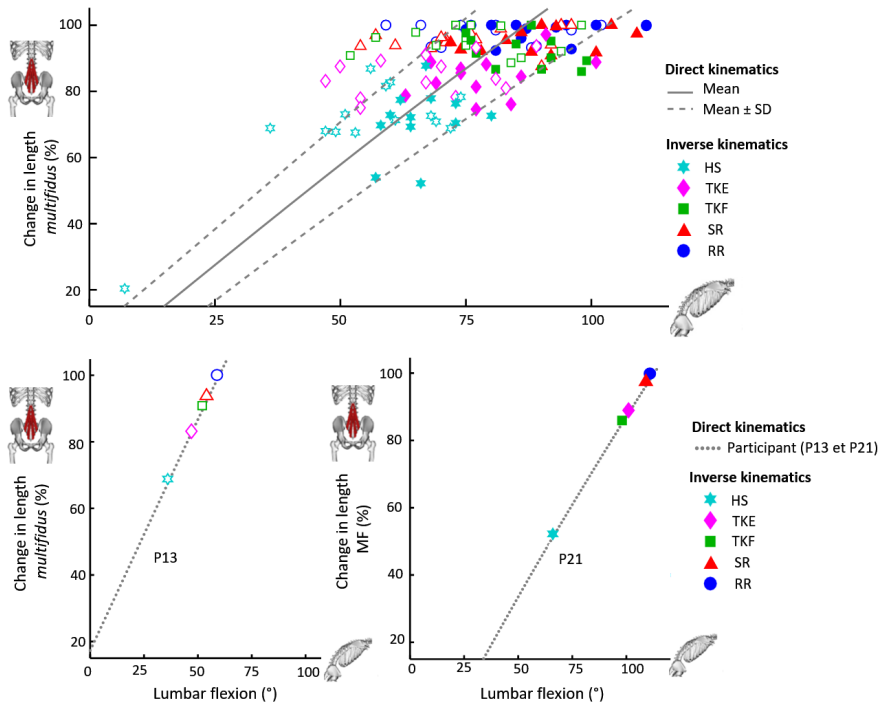 100
80
60
40
20
Change in length
multifidus (%)
0
25
50
75
100
Direct kinematics
Mean
Mean ± SD
Inverse kinematics
HS
TKE
TKF
SR
RR
100
80
60
40
20
Change in length
multifidus (%)
P13
0
25
50
75
100
Lumbar flexion (°)
100
80
60
40
20
Change in length
MF (%)
P21
0
25
50
75
100
Lumbar flexion (°)
Direct kinematics
Participant (P13 et P21)
Inverse kinematics
HS
TKE
TKF
SR
RR